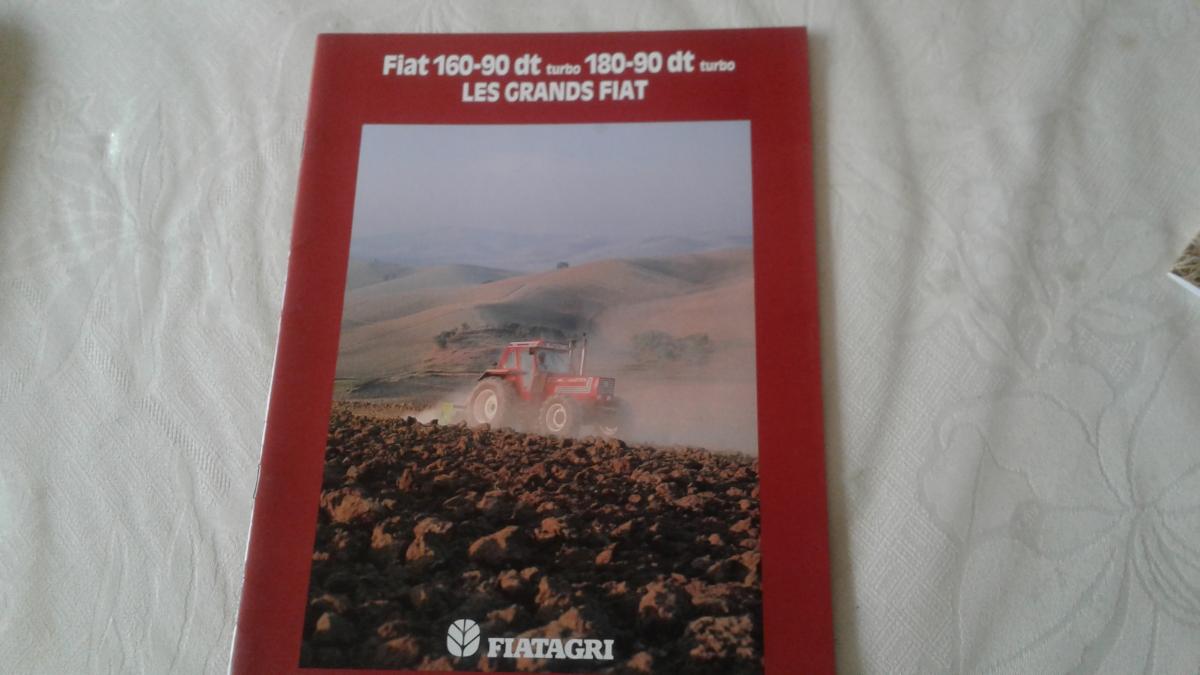 Fiat 160-90 dt turbo 180-90 dt turbo
LES GRANDS FIAT
FIATAGRI